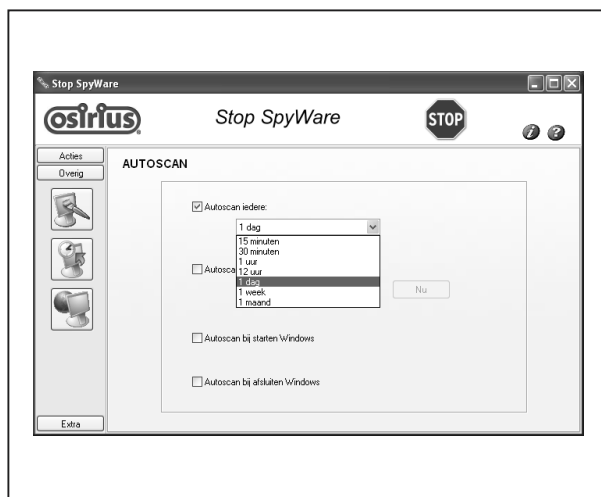 Stop SpyWare
osirius
Stop SpyWare
STOP
Acties
Overig
AUTOSCAN
Autoscan iedere:
1 dag
15 minuten
30 minuten
1 uur
12 uur
1 dag
1 week
1 maand
Nu
Autoscan bij starten Windows
Autoscan bij afsluiten Windows
Extra